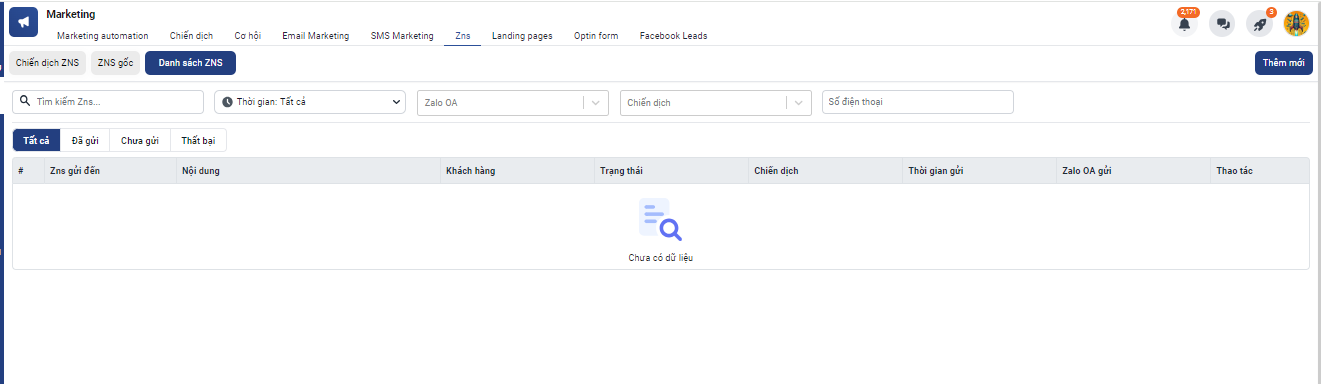 Marketing
2,171
3
Marketing automation Chiến dịch Cơ hội Email Marketing SMS Marketing Zns Landing pages Optin form Facebook Leads
Chiến dịch ZNS ZNS gốc Danh sách ZNS Thêm mới
Tìm kiếm Zns... Thời gian: Tất cả Zalo OA Chiến dịch Số điện thoại
Tất cả Đã gửi Chưa gửi Thất bại
# Zns gửi đến Nội dung Khách hàng Trạng thái Chiến dịch Thời gian gửi Zalo OA gửi Thao tác
Chưa có dữ liệu